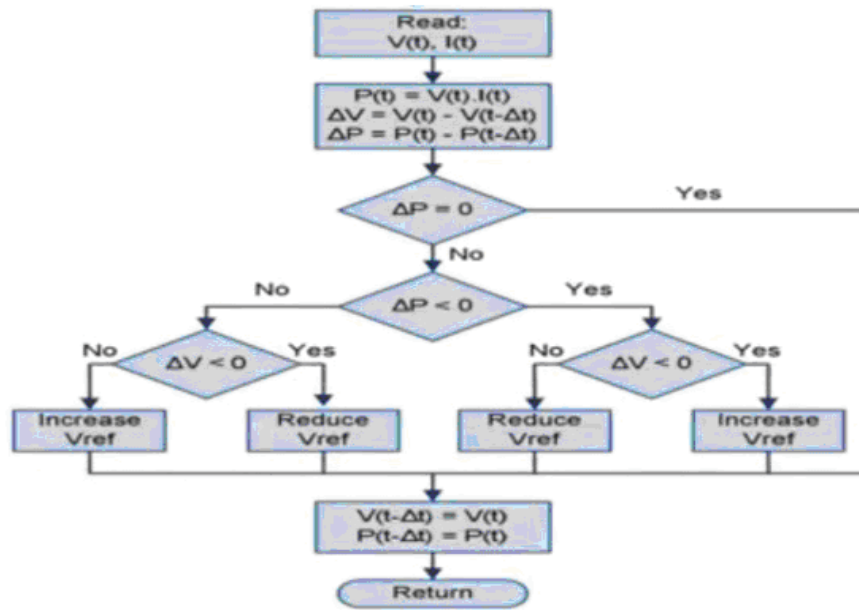 Read:
V(t), I(t)
P(t) = V(t).I(t)
ΔV = V(t) - V(t-Δt)
ΔP = P(t) - P(t-Δt)
ΔP = 0
Yes
No
ΔP < 0
No
Yes
ΔV < 0
No
Yes
ΔV < 0
No
Yes
Increase
Vref
Reduce
Vref
Reduce
Vref
Increase
Vref
V(t-Δt) = V(t)
P(t-Δt) = P(t)
Return